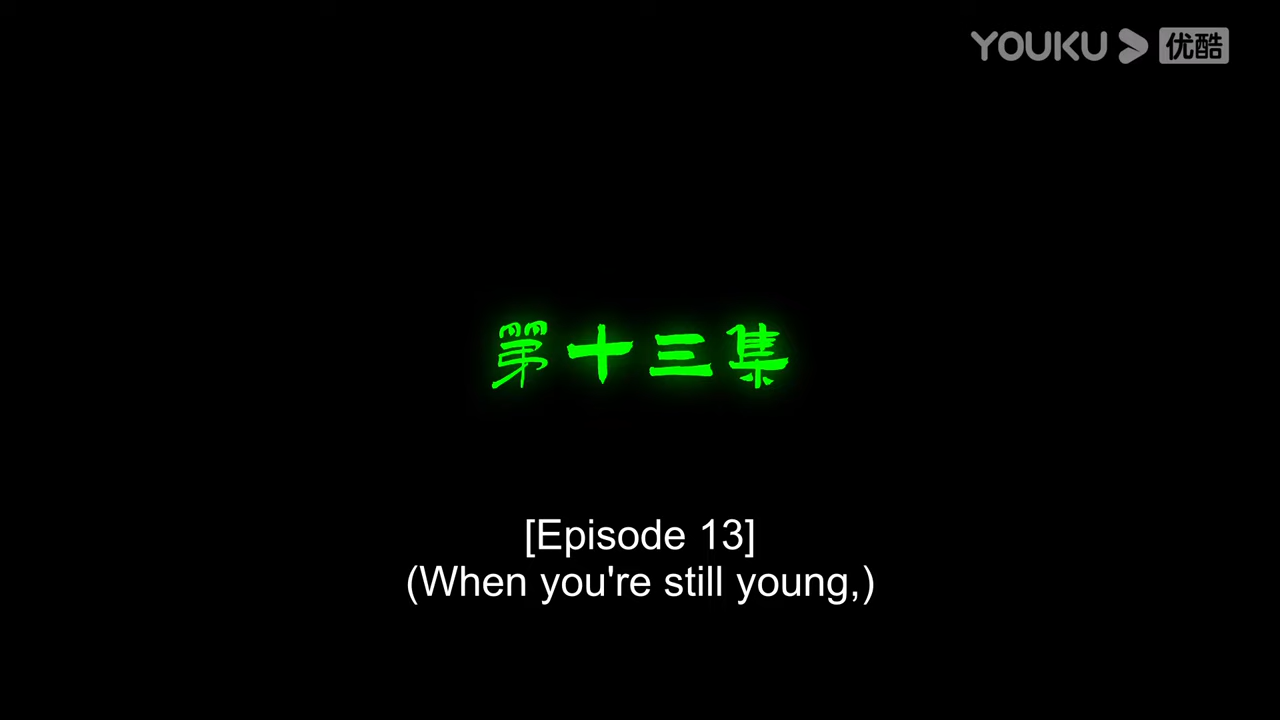 YOUKU 优酷
第十三集
[Episode 13]
(When you're still young,)